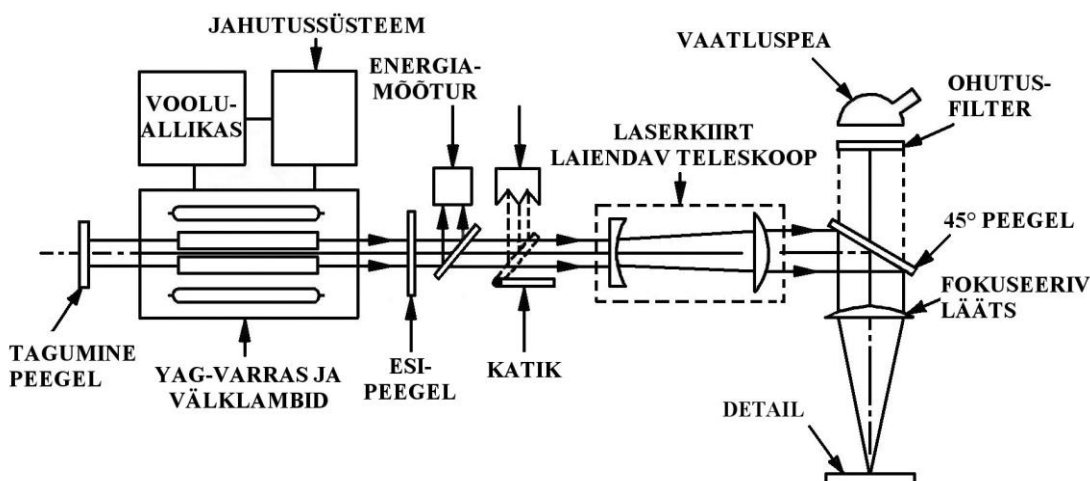 JAHUTUSSÜSTEEM
VOOLU-
ALLIKAS
ENERGIA-
MÕÕTUR
VAATLUSPEA
OHUTUS-
FILTER
LASERKIIRT
LAIENDAV TELESKOOP
45° PEEGEL
FOKUSEERIV
LÄÄTS
TAGUMINE
PEEGEL
YAG-VARRAS JA
VÄLKLAMBID
ESI-
PEEGEL
KATIK
DETAIL